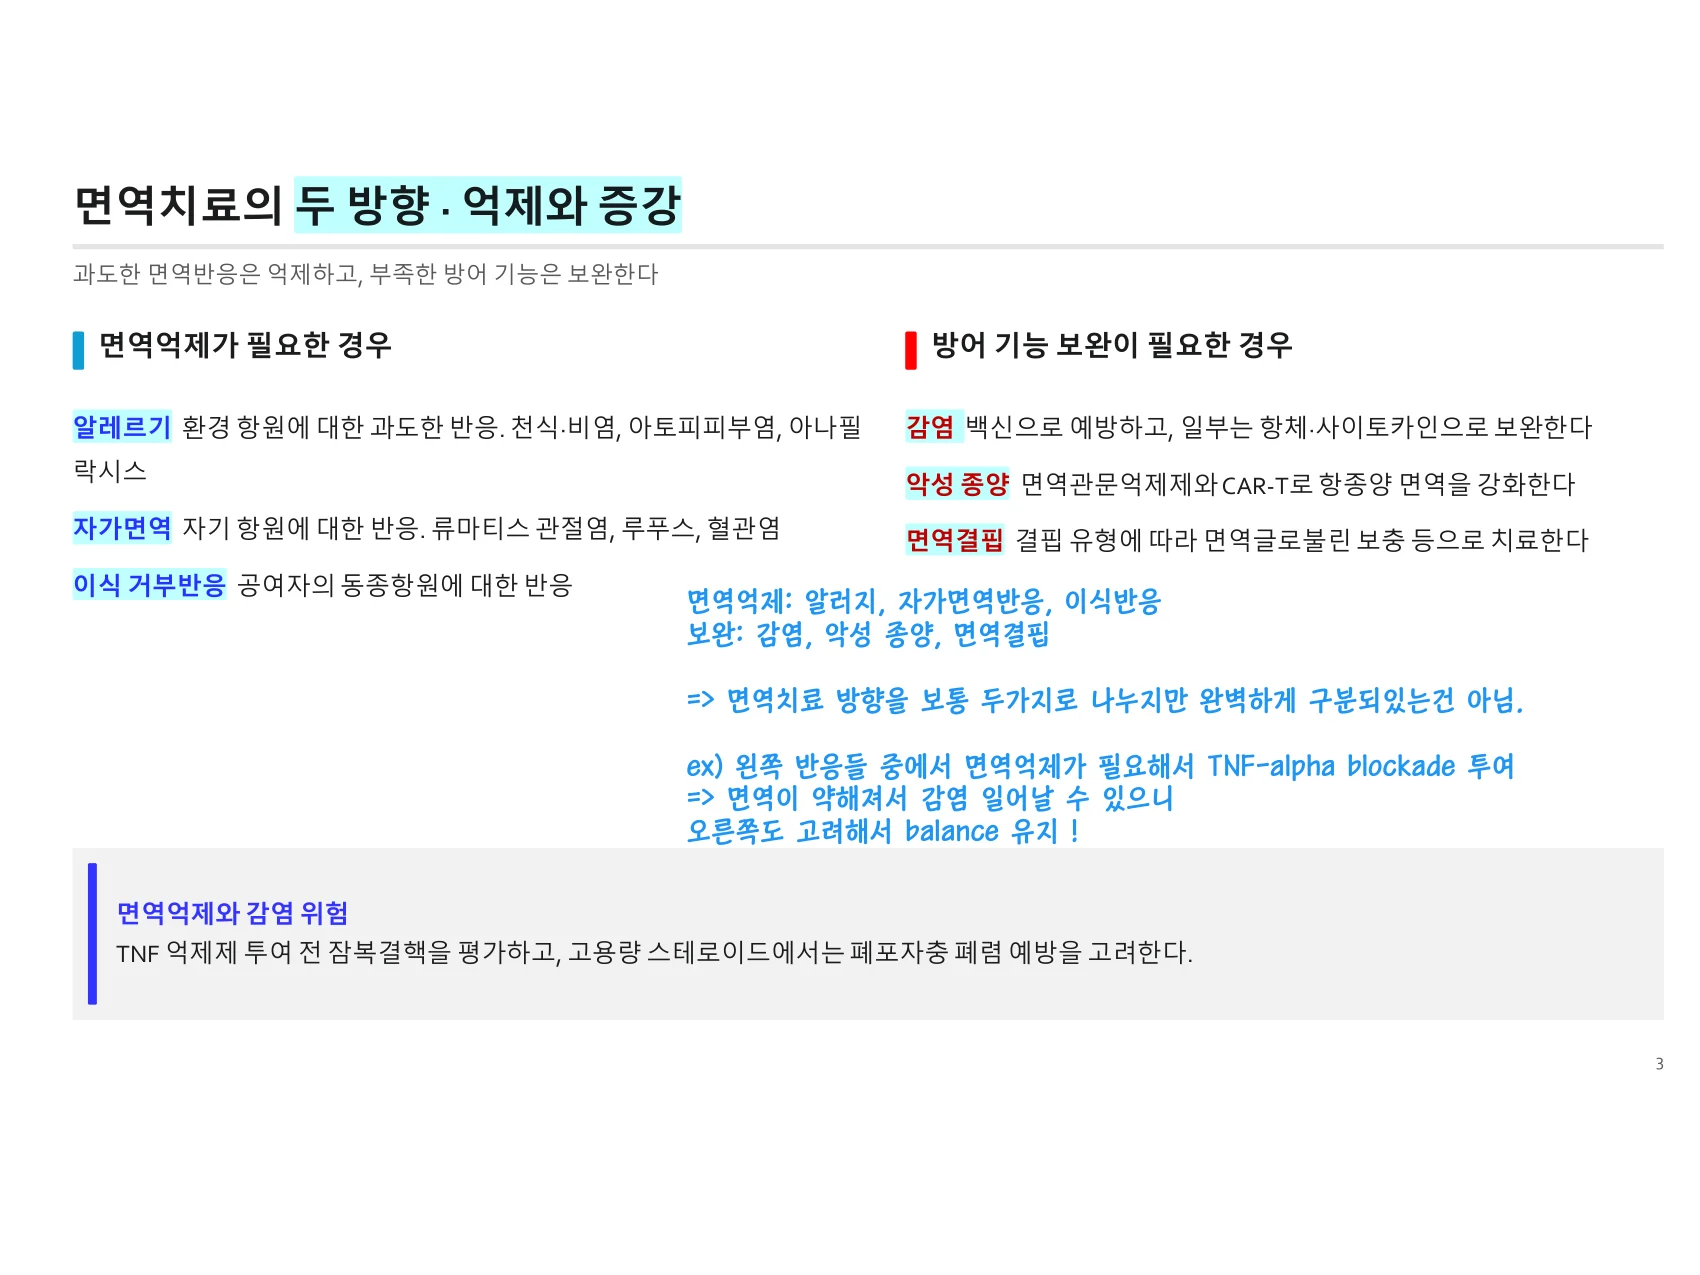 면역치료의 두 방향 · 억제와 증강
과도한 면역반응은 억제하고, 부족한 방어 기능은 보완한다
면역억제가 필요한 경우
알레르기 환경 항원에 대한 과도한 반응. 천식·비염, 아토피피부염, 아나필
락시스
자가면역 자기 항원에 대한 반응. 류마티스 관절염, 루푸스, 혈관염
이식 거부반응 공여자의 동종항원에 대한 반응
방어 기능 보완이 필요한 경우
감염 백신으로 예방하고, 일부는 항체·사이토카인으로 보완한다
악성 종양 면역관문억제제와 CAR-T로 항종양 면역을 강화한다
면역결핍 결핍 유형에 따라 면역글로불린 보충 등으로 치료한다
면역억제: 알러지, 자가면역반응, 이식반응
보완: 감염, 악성 종양, 면역결핍
=> 면역치료 방향을 보통 두가지로 나누지만 완벽하게 구분되있는건 아님.
ex) 왼쪽 반응들 중에서 면역억제가 필요해서 TNF-alpha blockade 투여
=> 면역이 약해져서 감염 일어날 수 있으니
오른쪽도 고려해서 balance 유지 !
면역억제와 감염 위험
TNF 억제제 투여 전 잠복결핵을 평가하고, 고용량 스테로이드에서는 폐포자충 폐렴 예방을 고려한다.
3